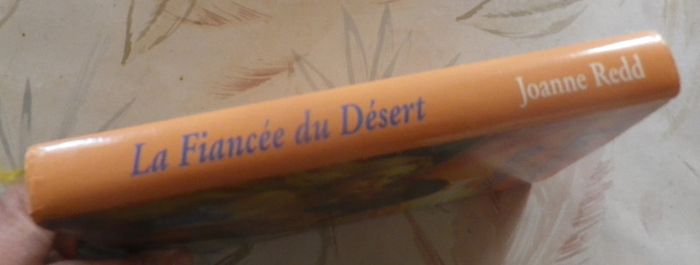 La Fiancée du Désert
Joanne Redd